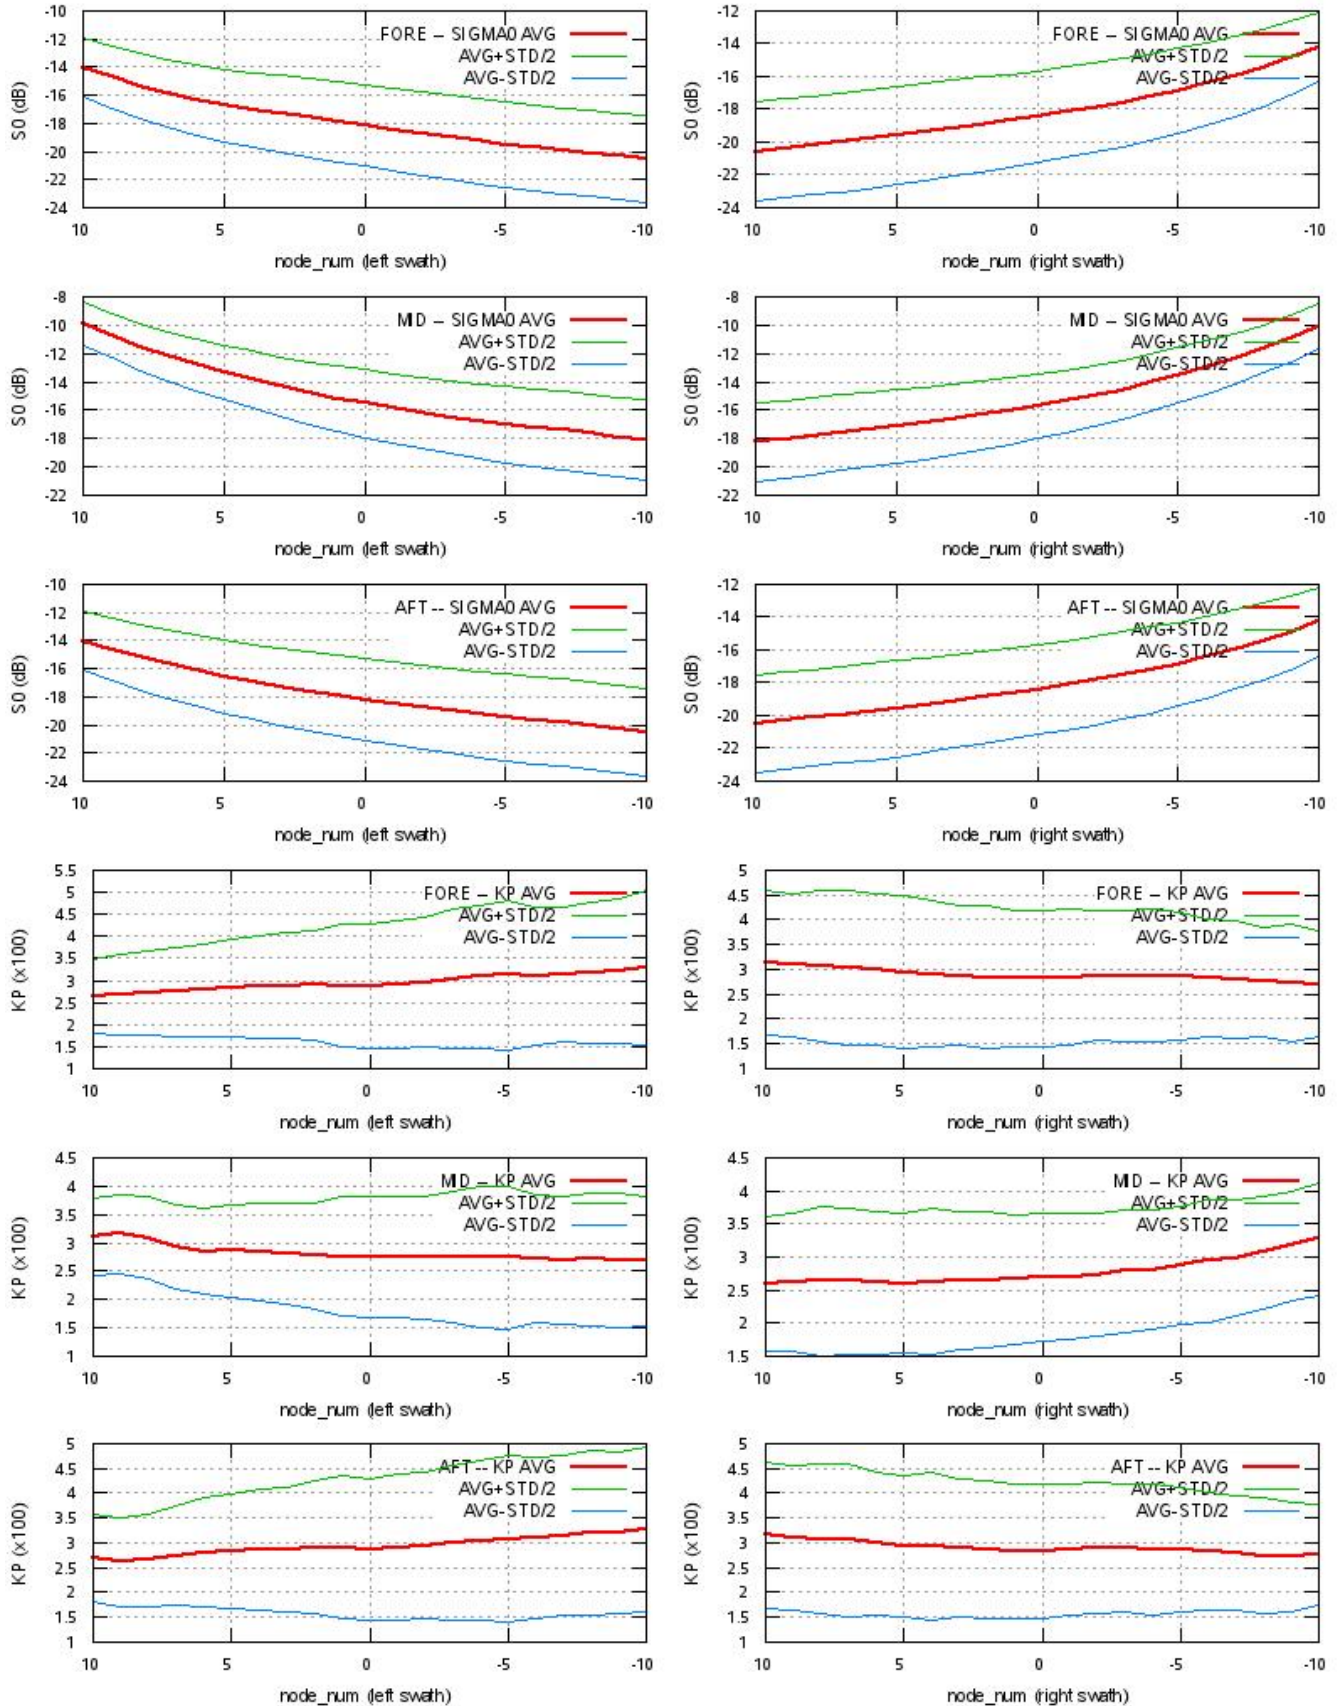 -10
-12
-14
-16
-18
-20
-22
-24
S0 (dB)
FORE – SIGMA0 AVG
AVG+STD/2
AVG-STD/2
10 5 0 -5 -10
node_num (left swath)
-12
-14
-16
-18
-20
-22
-24
S0 (dB)
FORE – SIGMA0 AVG
AVG+STD/2
AVG-STD/2
10 5 0 -5 -10
node_num (right swath)
-8
-10
-12
-14
-16
-18
-20
-22
S0 (dB)
MID – SIGMA0 AVG
AVG+STD/2
AVG-STD/2
10 5 0 -5 -10
node_num (left swath)
-8
-10
-12
-14
-16
-18
-20
-22
S0 (dB)
MID – SIGMA0 AVG
AVG+STD/2
AVG-STD/2
10 5 0 -5 -10
node_num (right swath)
-10
-12
-14
-16
-18
-20
-22
-24
S0 (dB)
AFT -- SIGMA0 AVG
AVG+STD/2
AVG-STD/2
10 5 0 -5 -10
node_num (left swath)
-12
-14
-16
-18
-20
-22
-24
S0 (dB)
AFT -- SIGMA0 AVG
AVG+STD/2
AVG-STD/2
10 5 0 -5 -10
node_num (right swath)
5.5
5
4.5
4
3.5
3
2.5
2
1.5
1
KP (x100)
FORE – KP AVG
AVG+STD/2
AVG-STD/2
10 5 0 -5 -10
node_num (left swath)
5
4.5
4
3.5
3
2.5
2
1.5
1
KP (x100)
FORE – KP AVG
AVG+STD/2
AVG-STD/2
10 5 0 -5 -10
node_num (right swath)
4.5
4
3.5
3
2.5
2
1.5
1
KP (x100)
MID – KP AVG
AVG+STD/2
AVG-STD/2
10 5 0 -5 -10
node_num (left swath)
4.5
4
3.5
3
2.5
2
1.5
KP (x100)
MID – KP AVG
AVG+STD/2
AVG-STD/2
10 5 0 -5 -10
node_num (right swath)
5
4.5
4
3.5
3
2.5
2
1.5
1
KP (x100)
AFT -- KP AVG
AVG+STD/2
AVG-STD/2
10 5 0 -5 -10
node_num (left swath)
5
4.5
4
3.5
3
2.5
2
1.5
1
KP (x100)
AFT -- KP AVG
AVG+STD/2
AVG-STD/2
10 5 0 -5 -10
node_num (right swath)